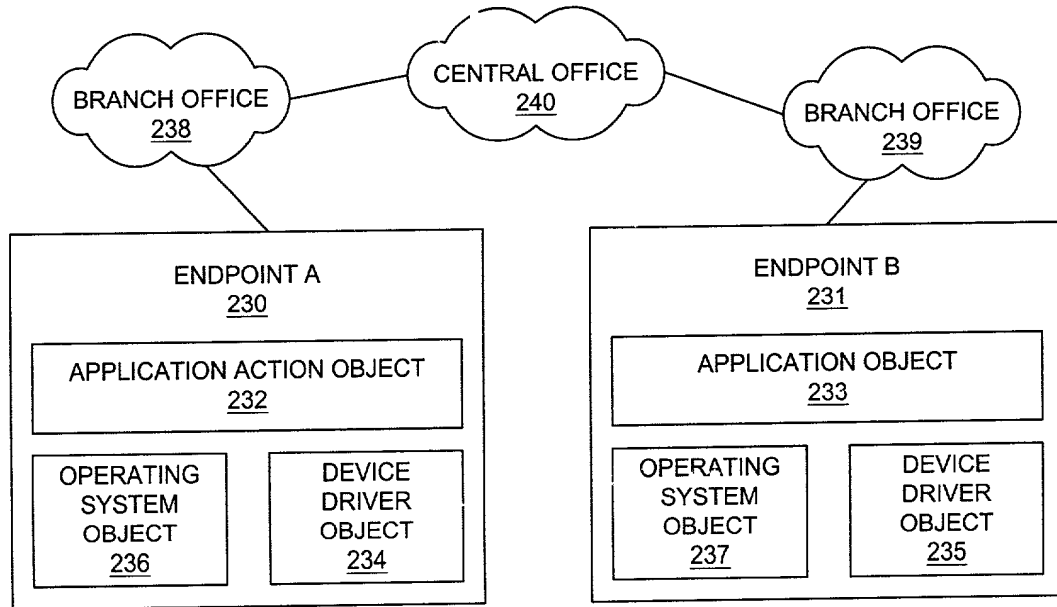 CENTRAL OFFICE
240
BRANCH OFFICE
238
BRANCH OFFICE
239
ENDPOINT A
230
APPLICATION ACTION OBJECT
232
OPERATING
SYSTEM
OBJECT
236
DEVICE
DRIVER
OBJECT
234
ENDPOINT B
231
APPLICATION OBJECT
233
OPERATING
SYSTEM
OBJECT
237
DEVICE
DRIVER
OBJECT
235